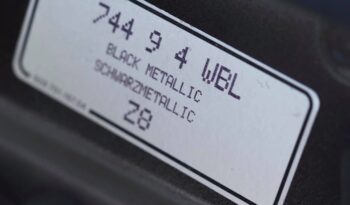 744 9 4 WBL
BLACK METALLIC
SCHWARZMETALLIC
Z8